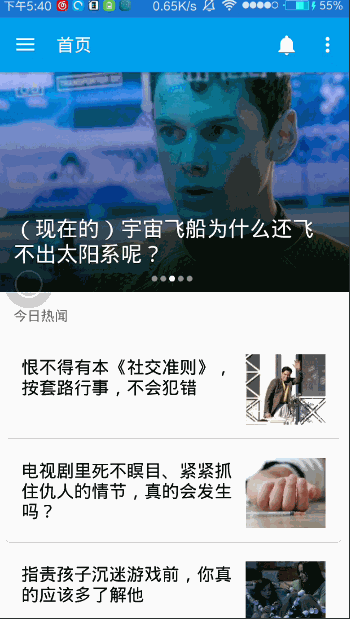 下午5:40 0.65K/s 55%
首页
（现在的）宇宙飞船为什么还飞
不出太阳系呢？
今日热闻
恨不得有本《社交准则》，
按套路行事，不会犯错
电视剧里死不瞑目、紧紧抓
住仇人的情节，真的会发生
吗？
指责孩子沉迷游戏前，你真
的应该多了解他